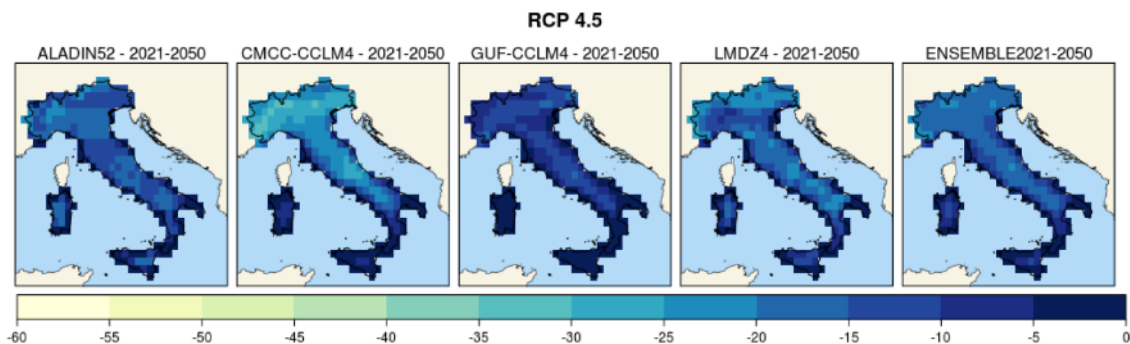 RCP 4.5
ALADIN52 - 2021-2050 CMCC-CCLM4 - 2021-2050 GUF-CCLM4 - 2021-2050 LMDZ4 - 2021-2050 ENSEMBLE2021-2050
-60 -55 -50 -45 -40 -35 -30 -25 -20 -15 -10 -5 0